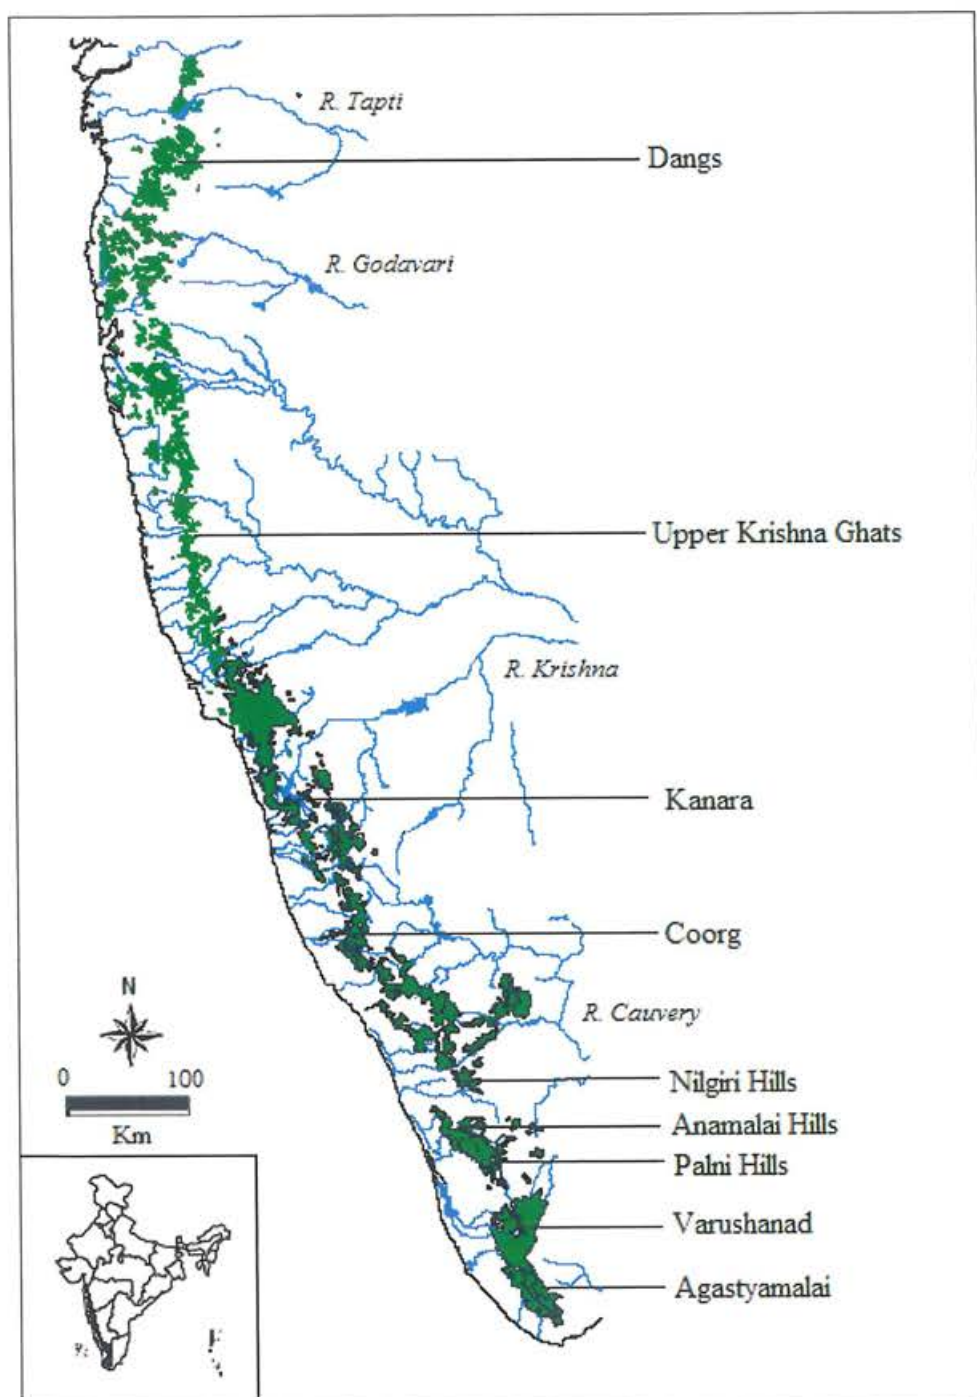 R. Tapti
Dangs
R. Godavari
Upper Krishna Ghats
R. Krishna
Kanara
Coorg
N
R. Cauvery
0 100
Km
Nilgiri Hills
Anamalai Hills
Palni Hills
Varushanad
Agastyamalai